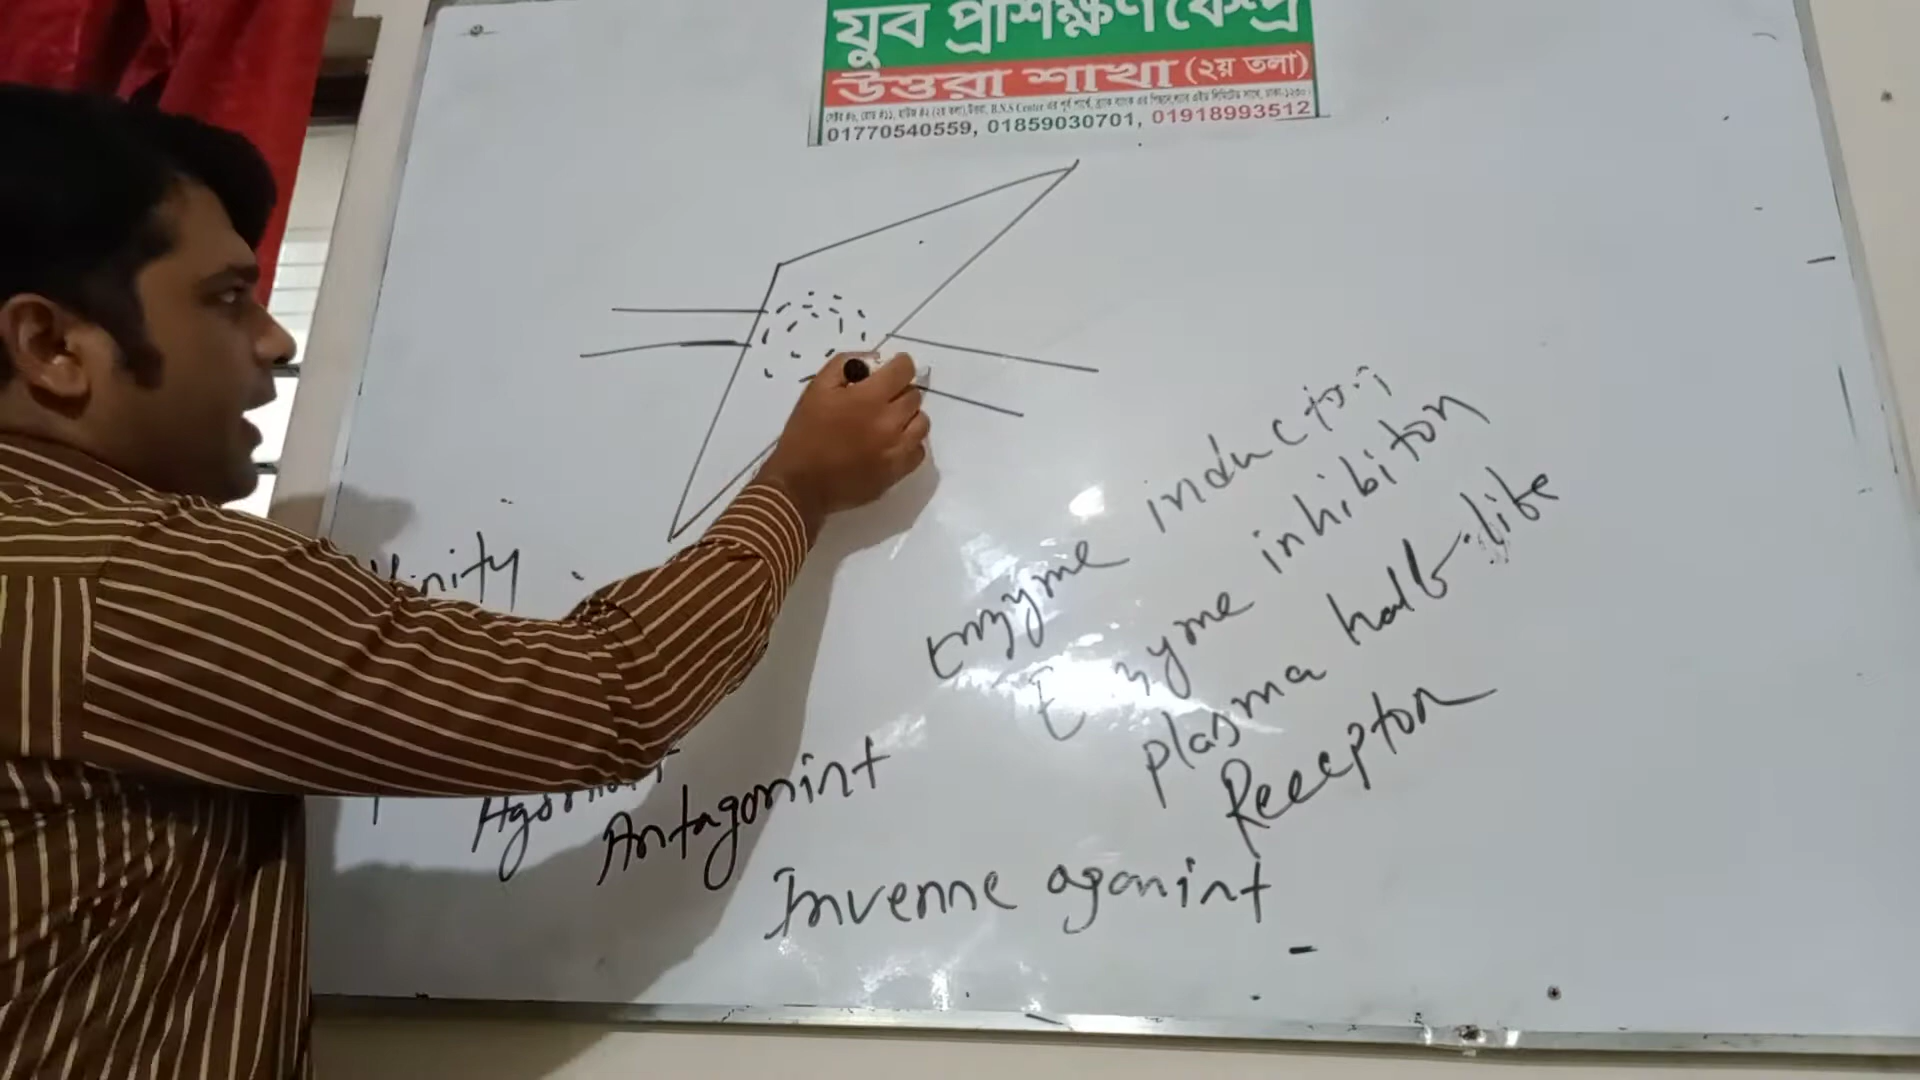 যুব প্রশিক্ষণ কেন্দ্র
উত্তরা শাখা (২য় তলা)
01770540559, 01859030701, 01918993512
Enzyme induction
Enzyme inhibiton
plasma half-life
Receptor
nity
Antagonist
Inverse agonist